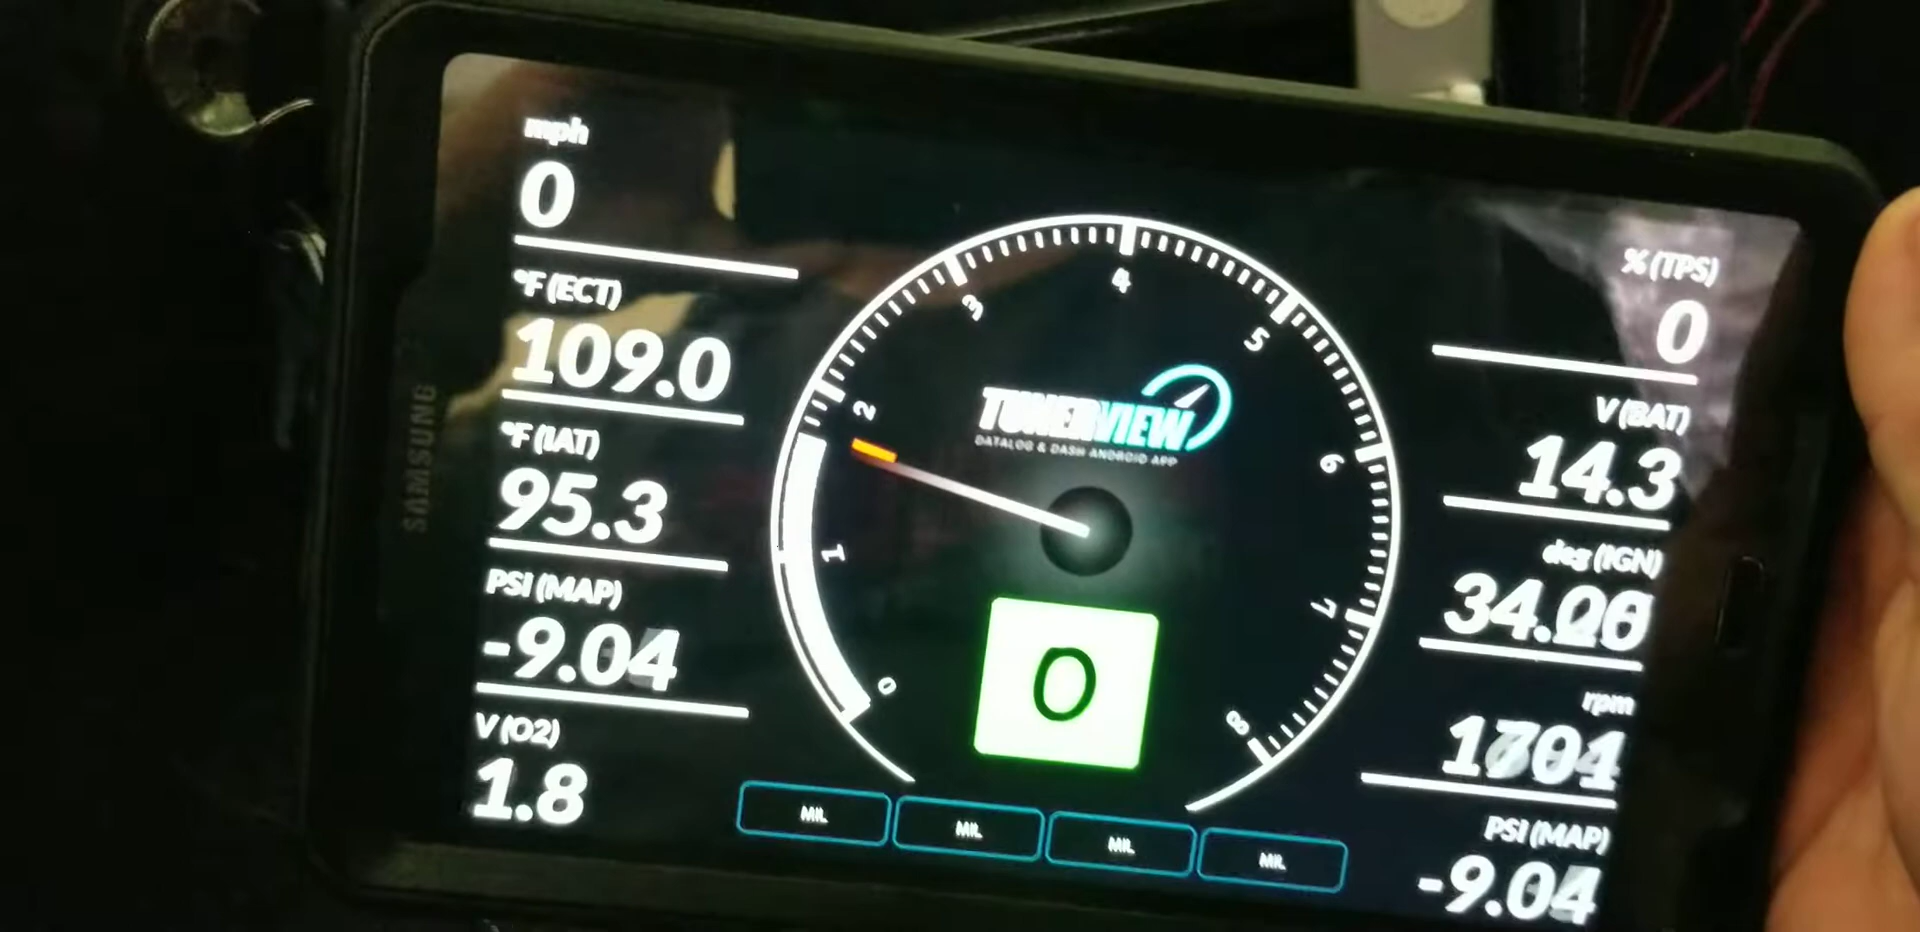 mph
0
°F (ECT)
109.0
°F (IAT)
95.3
PSI (MAP)
-9.04
V (O2)
1.8
SAMSUNG
0
1
2
3
4
5
6
7
8
TUNERVIEW
DATALOG & DASH ANDROID APP
0
MIL
MIL
MIL
MIL
% (TPS)
0
V (BAT)
14.3
deg (IGN)
rpm
PSI (MAP)
-9.04